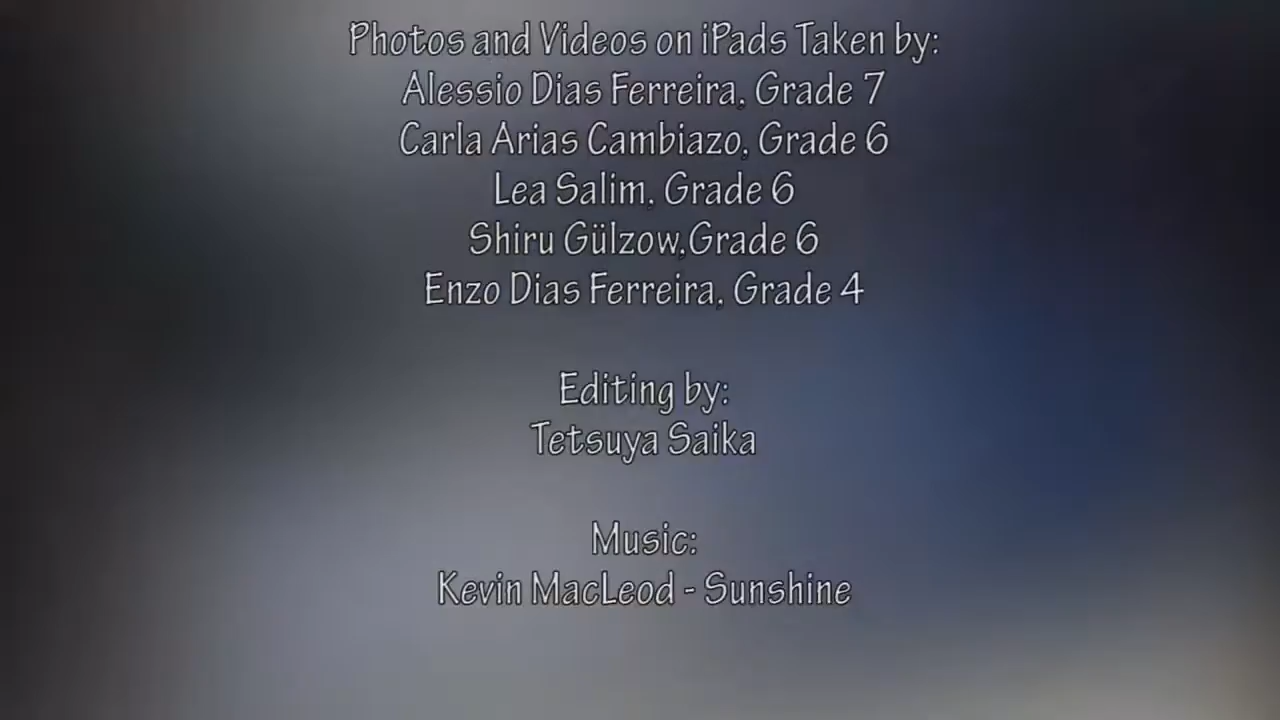 Photos and Videos on iPads Taken by:
Alessio Dias Ferreira, Grade 7
Carla Arias Cambiazo, Grade 6
Lea Salim, Grade 6
Shiru Gülzow,Grade 6
Enzo Dias Ferreira, Grade 4
Editing by:
Tetsuya Saika
Music:
Kevin MacLeod - Sunshine